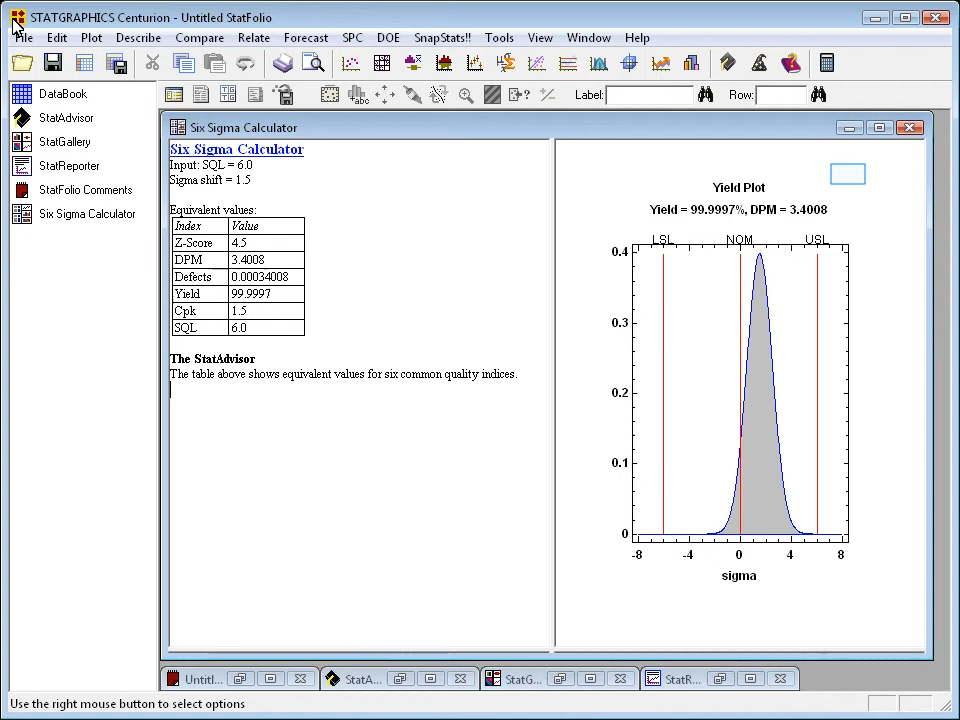 STATGRAPHICS Centurion - Untitled StatFolio
File Edit Plot Describe Compare Relate Forecast SPC DOE SnapStats!! Tools View Window Help
Label: Row:
DataBook
StatAdvisor
StatGallery
StatReporter
StatFolio Comments
Six Sigma Calculator
Six Sigma Calculator
Six Sigma Calculator
Input: SQL = 6.0
Sigma shift = 1.5
Equivalent values:
Index Value
Z-Score 4.5
DPM 3.4008
Defects 0.00034008
Yield 99.9997
Cpk 1.5
SQL 6.0
The StatAdvisor
The table above shows equivalent values for six common quality indices.
Yield Plot
Yield = 99.9997%, DPM = 3.4008
LSL NOM USL
0.4
0.3
0.2
0.1
0
-8 -4 0 4 8
sigma
Untitl... StatA... StatG... StatR...
Use the right mouse button to select options